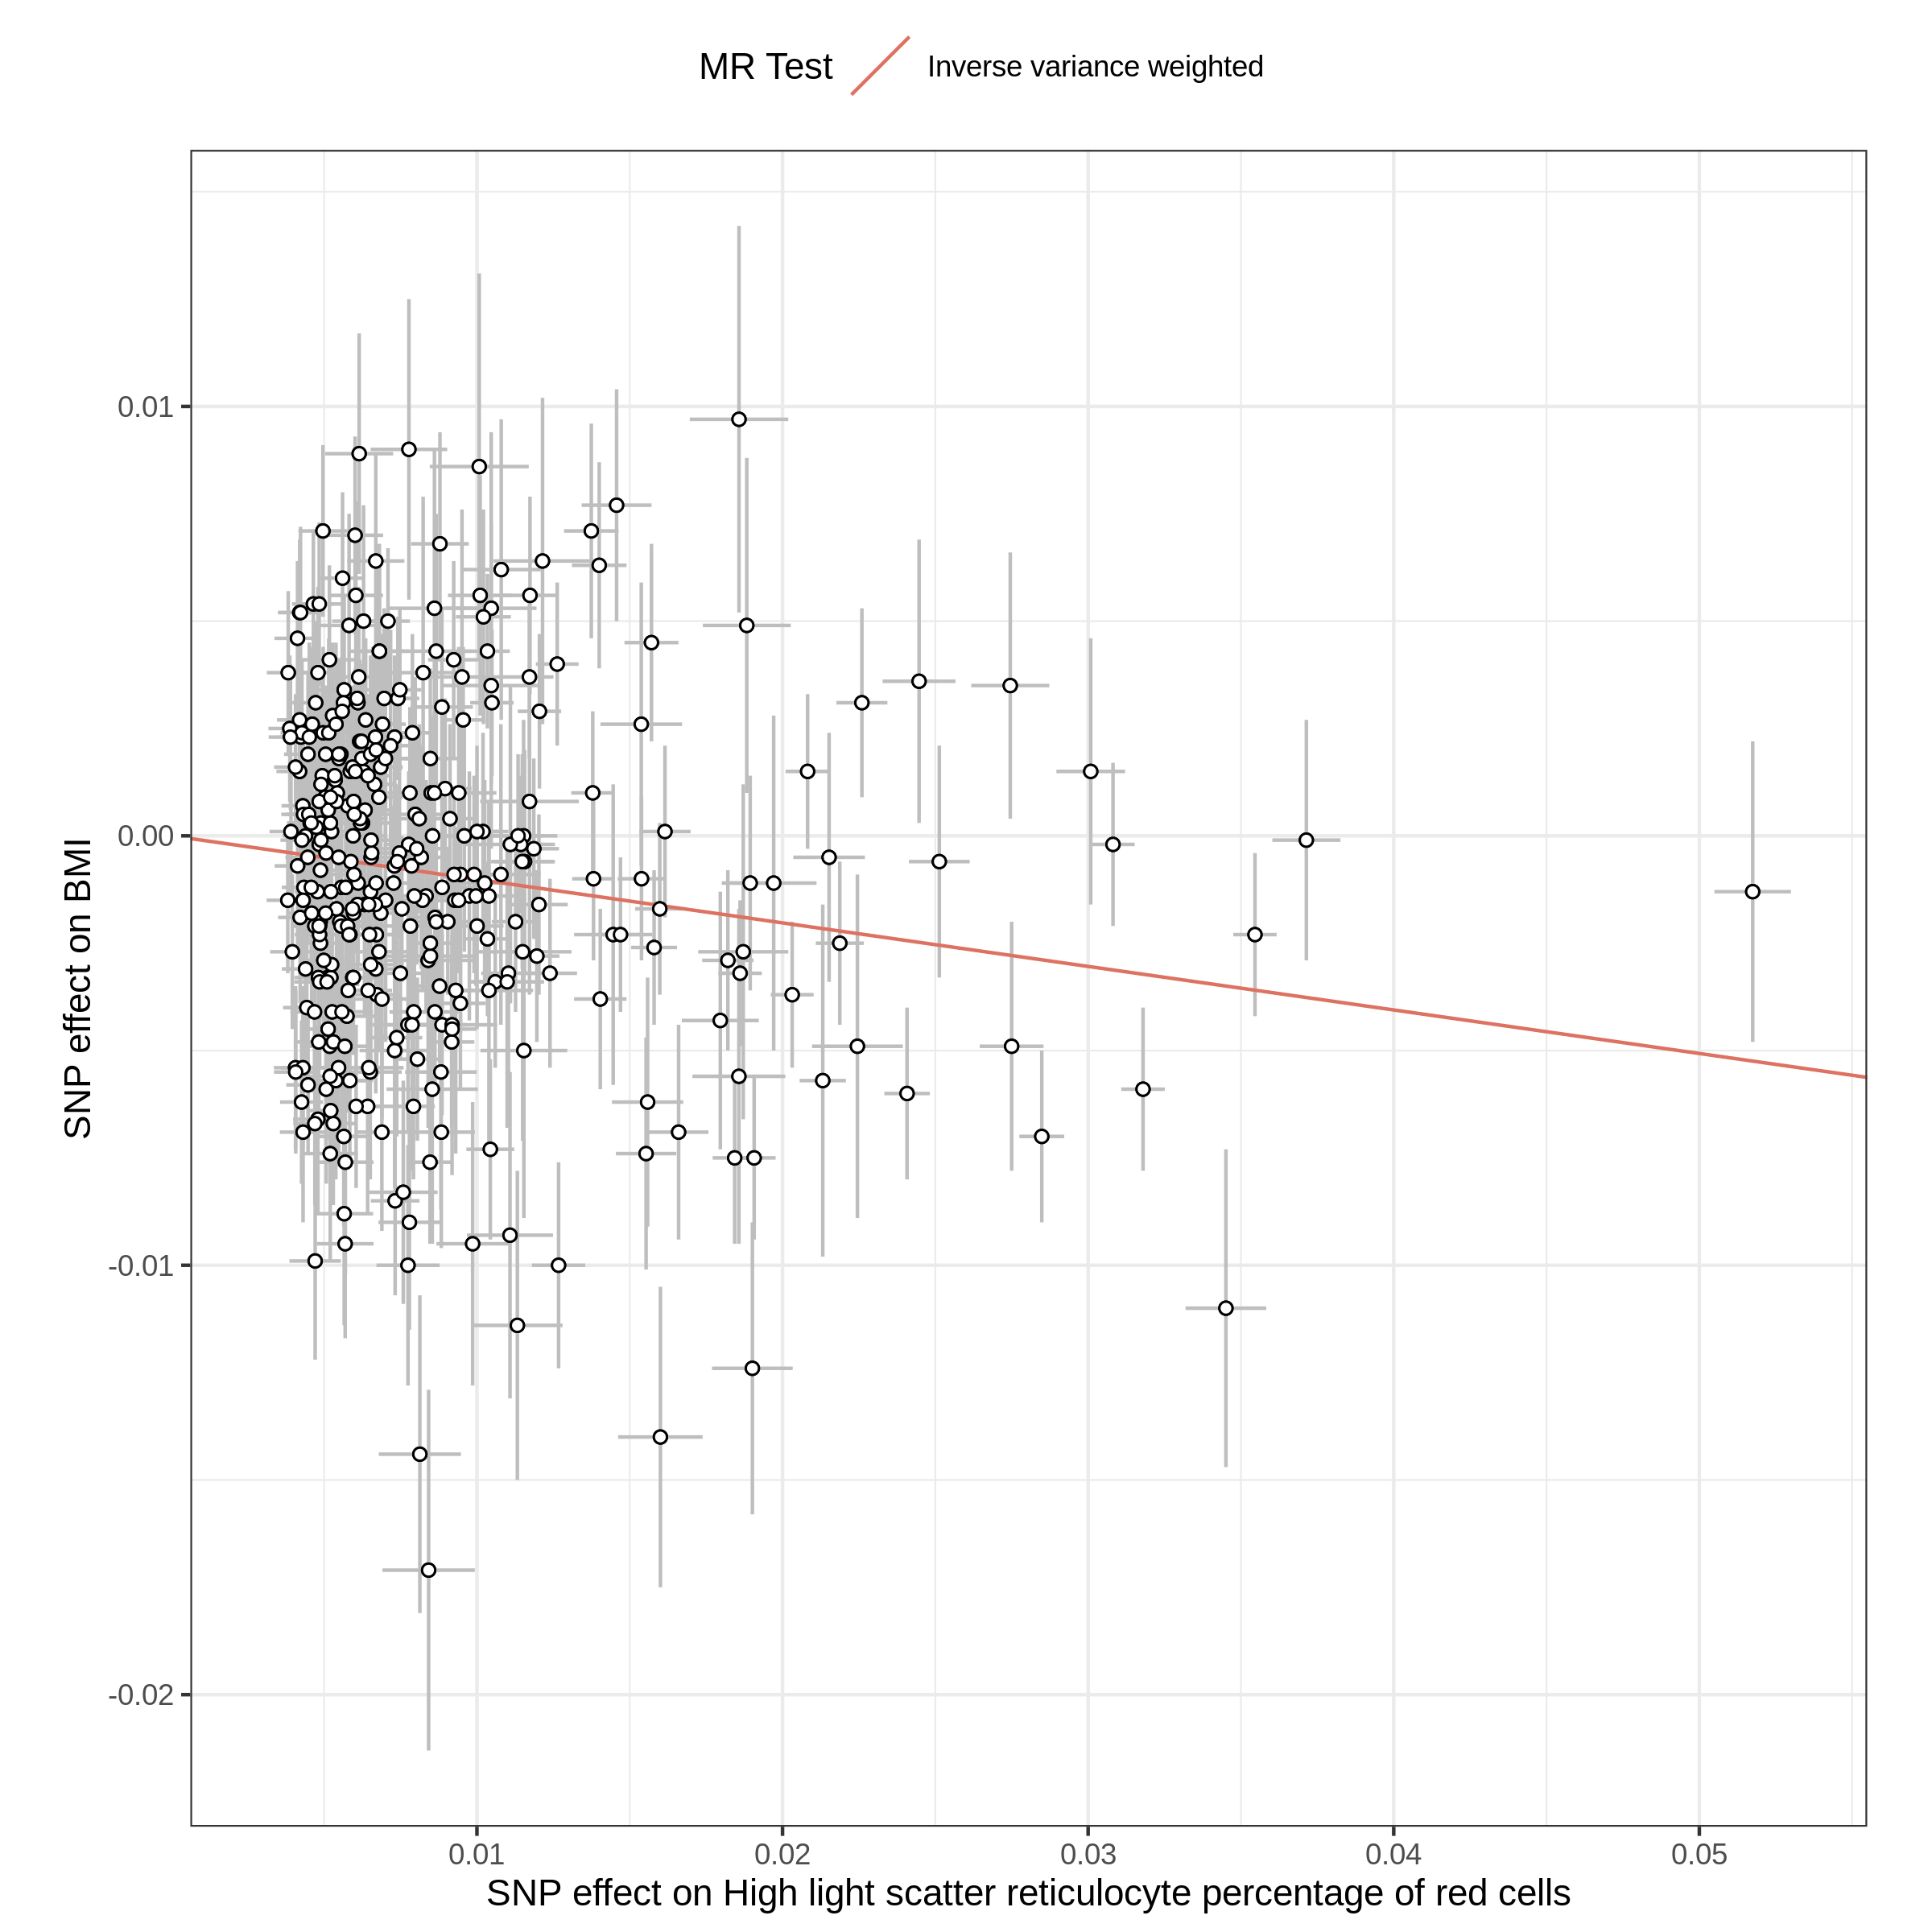 MR Test Inverse variance weighted
SNP effect on BMI
0.01
0.00
-0.01
-0.02
0.01 0.02 0.03 0.04 0.05
SNP effect on High light scatter reticulocyte percentage of red cells